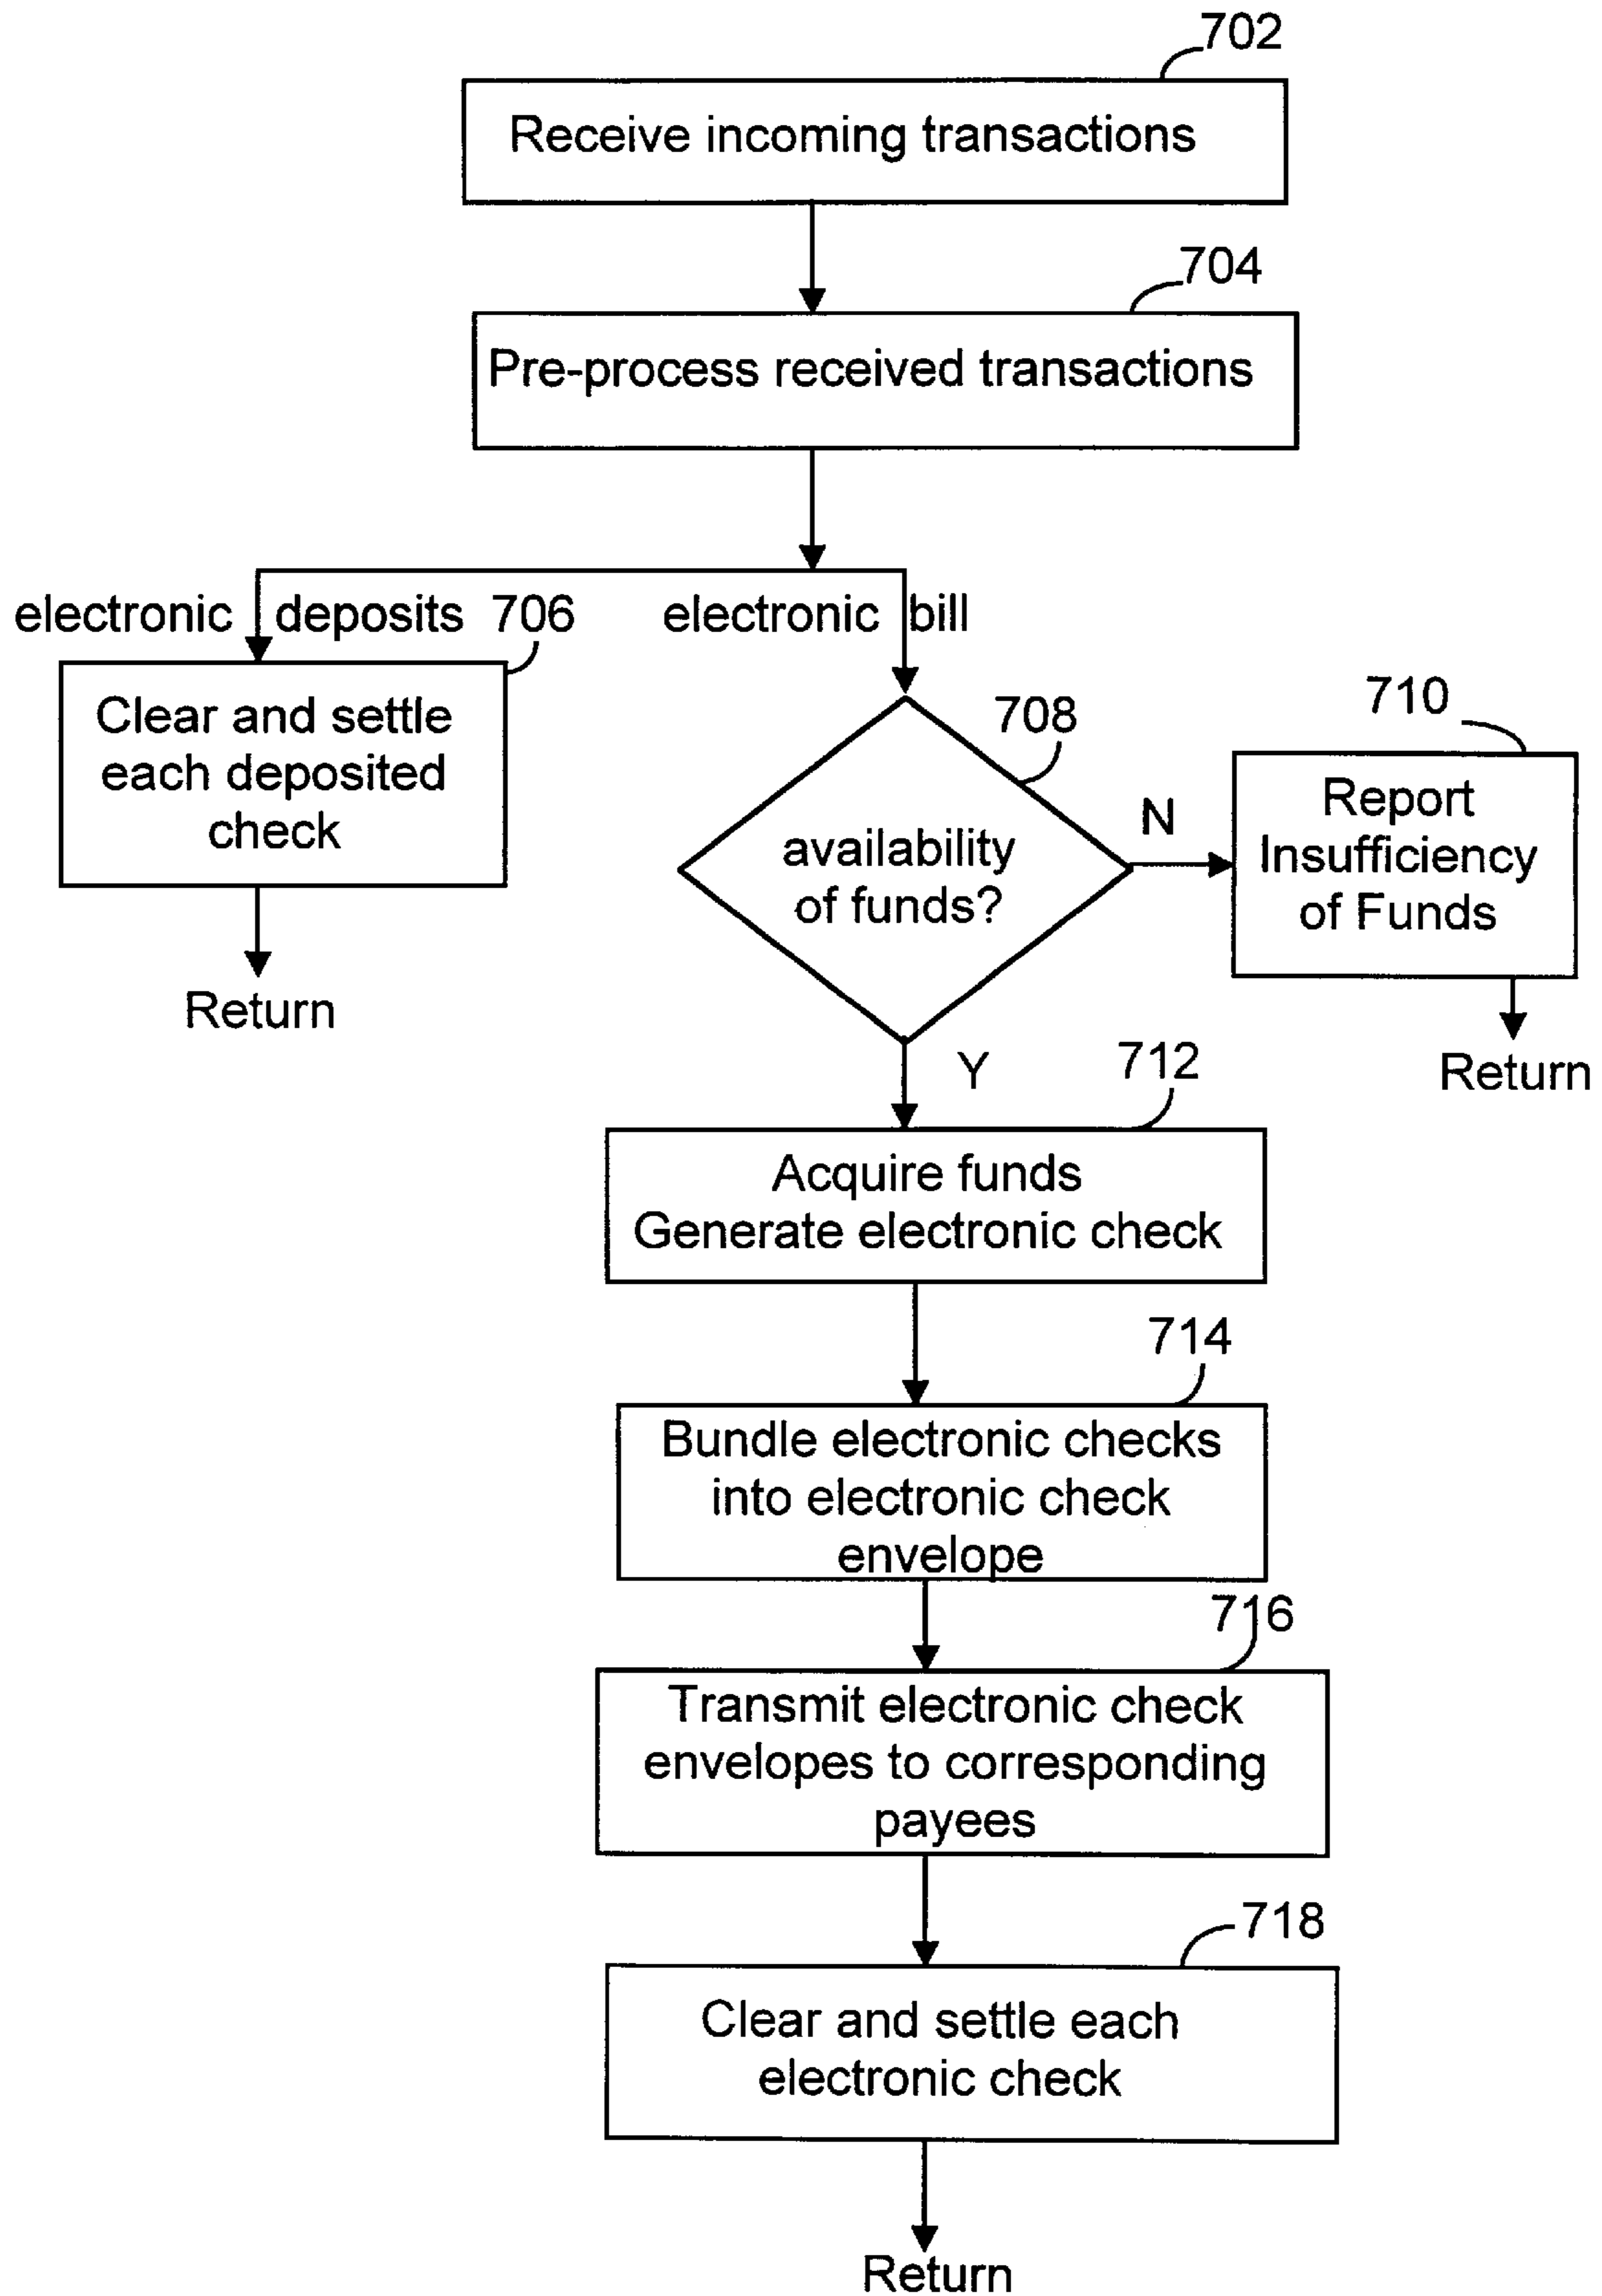 702
Receive incoming transactions
704
Pre-process received transactions
electronic deposits 706
electronic bill
Clear and settle
each deposited
check
Return
708
availability
of funds?
N
710
Report
Insufficiency
of Funds
Return
Y
712
Acquire funds
Generate electronic check
714
Bundle electronic checks
into electronic check
envelope
716
Transmit electronic check
envelopes to corresponding
payees
718
Clear and settle each
electronic check
Return